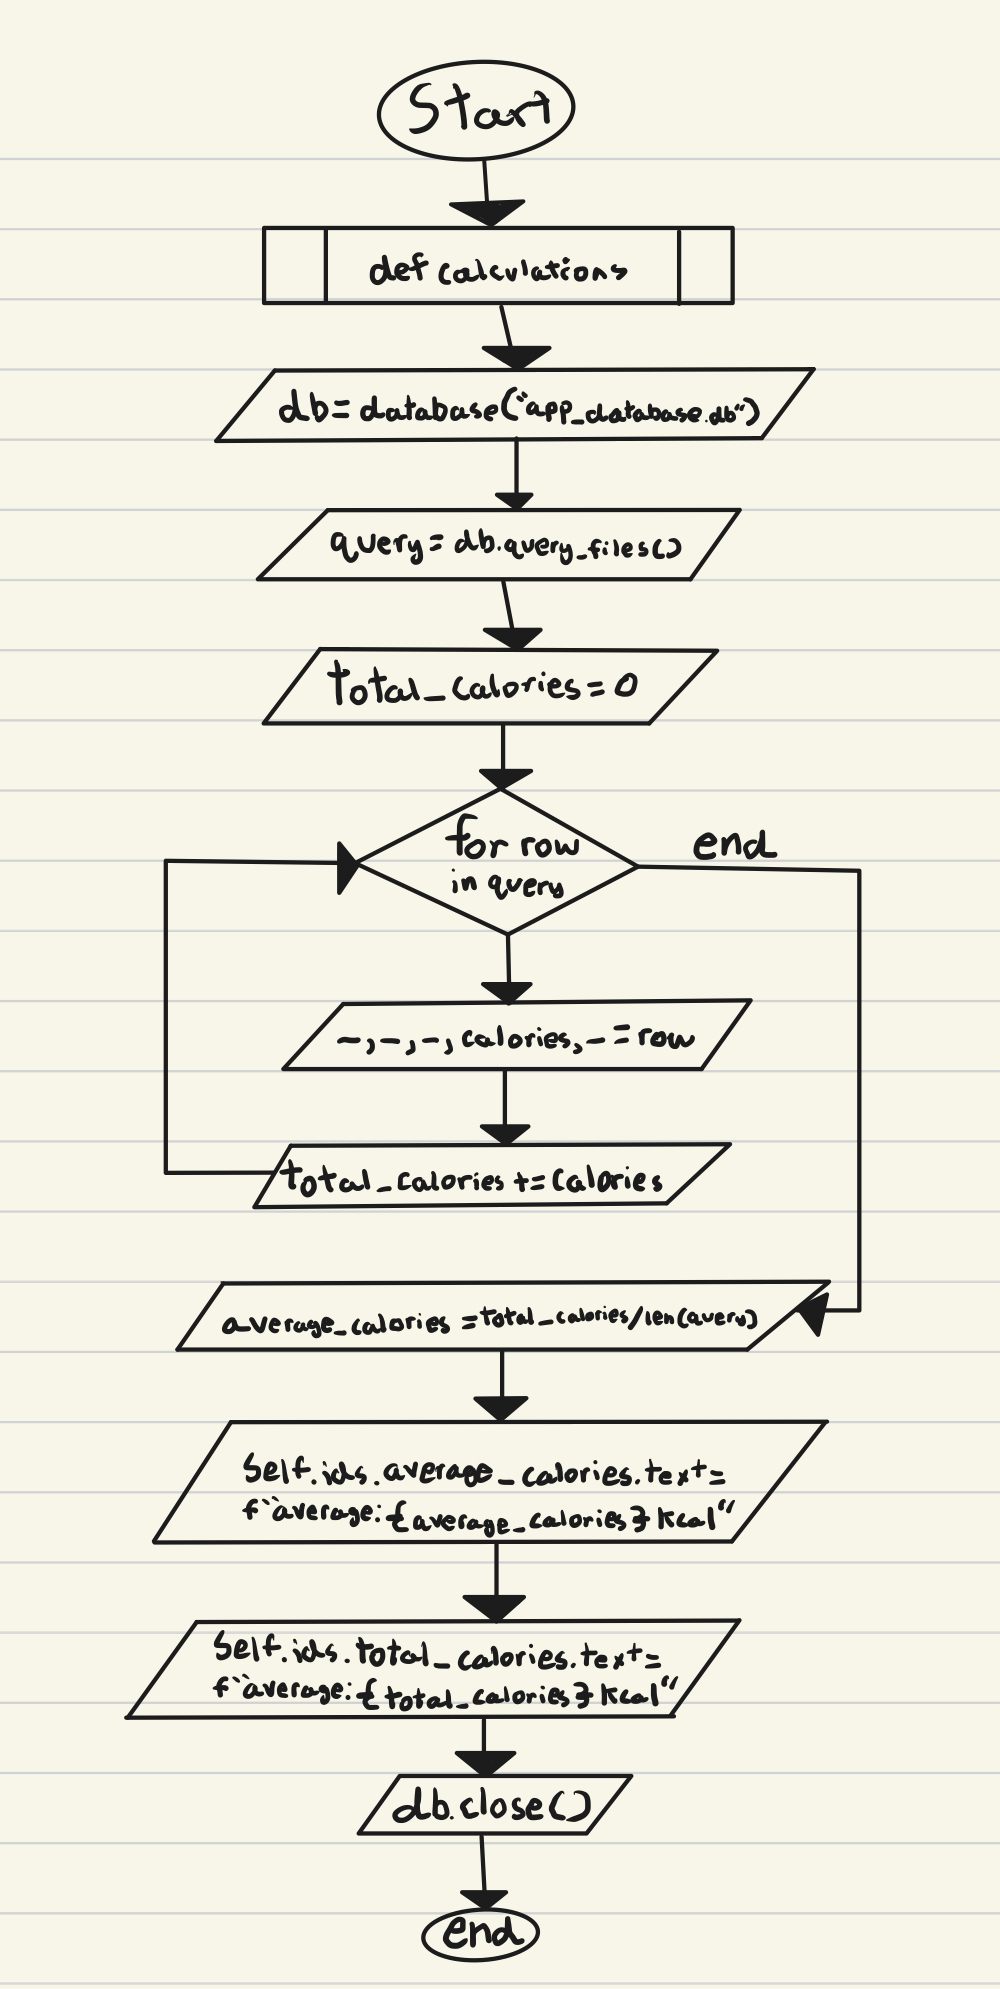 Start
def calculations
db = database("app_database.db")
query = db.query_files()
total_calories = 0
for row
in query
end
_,_,_, calories, _ = row
total_calories += calories
average_calories = total_calories/len(query)
Self.ids.average_calories.text =
f"average: {average_calories} kcal"
Self.ids.total_calories.text =
f"average: {total_calories} kcal"
db.close()
end